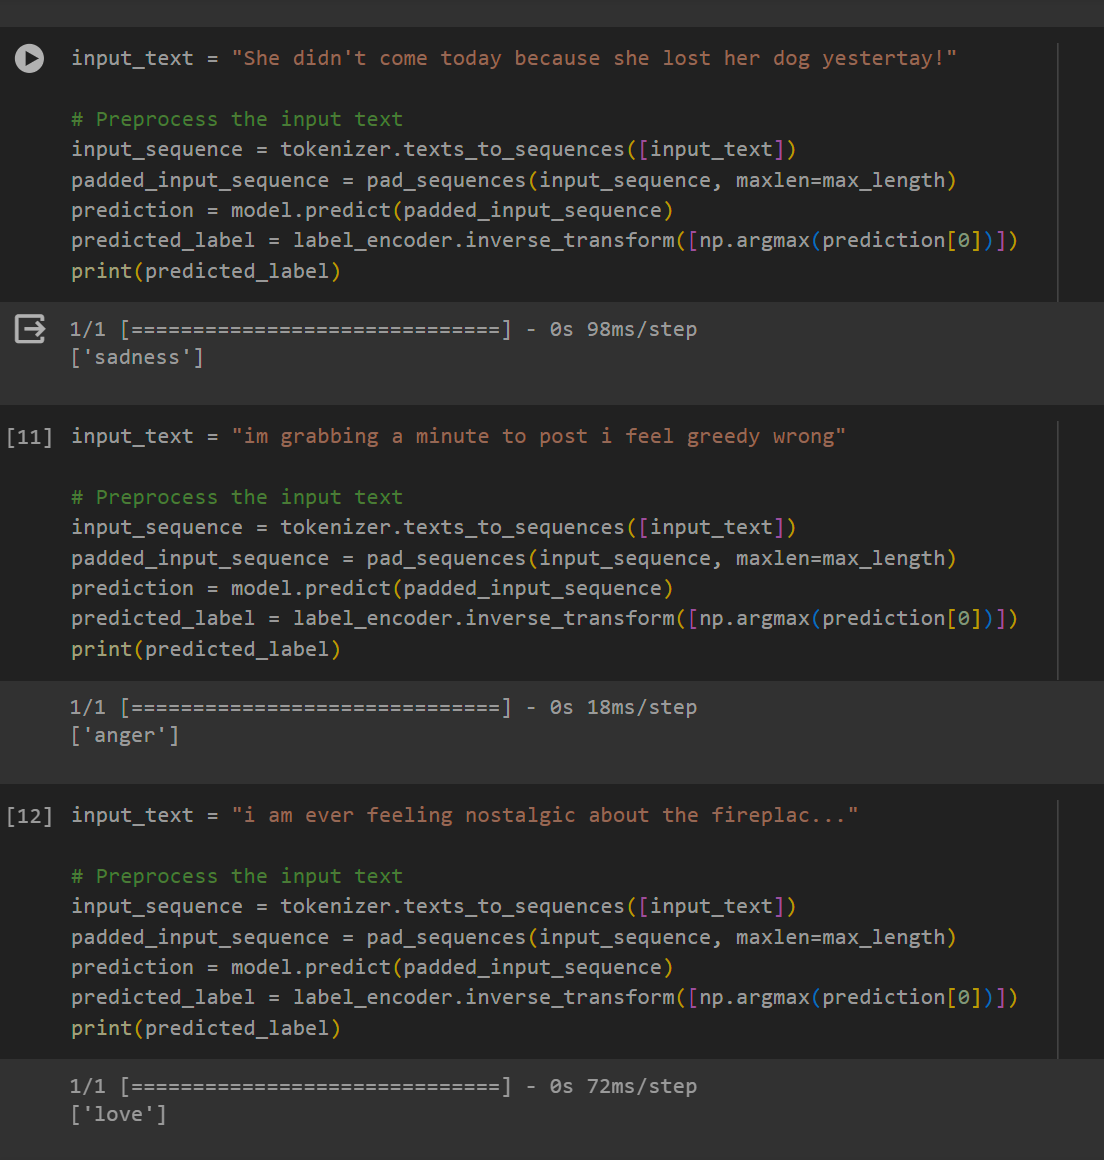 input_text = "She didn't come today because she lost her dog yestertay!"
# Preprocess the input text
input_sequence = tokenizer.texts_to_sequences([input_text])
padded_input_sequence = pad_sequences(input_sequence, maxlen=max_length)
prediction = model.predict(padded_input_sequence)
predicted_label = label_encoder.inverse_transform([np.argmax(prediction[0])])
print(predicted_label)
1/1 [==============================] - 0s 98ms/step
['sadness']
[11] input_text = "im grabbing a minute to post i feel greedy wrong"
# Preprocess the input text
input_sequence = tokenizer.texts_to_sequences([input_text])
padded_input_sequence = pad_sequences(input_sequence, maxlen=max_length)
prediction = model.predict(padded_input_sequence)
predicted_label = label_encoder.inverse_transform([np.argmax(prediction[0])])
print(predicted_label)
1/1 [==============================] - 0s 18ms/step
['anger']
[12] input_text = "i am ever feeling nostalgic about the fireplac..."
# Preprocess the input text
input_sequence = tokenizer.texts_to_sequences([input_text])
padded_input_sequence = pad_sequences(input_sequence, maxlen=max_length)
prediction = model.predict(padded_input_sequence)
predicted_label = label_encoder.inverse_transform([np.argmax(prediction[0])])
print(predicted_label)
1/1 [==============================] - 0s 72ms/step
['love']